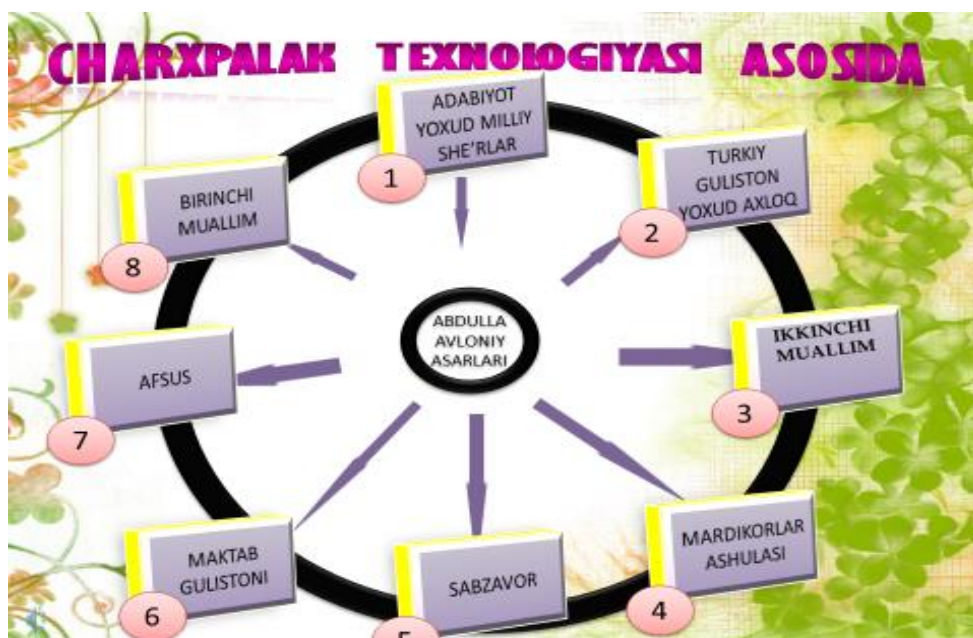 CHARXPALAK TEXNOLOGIYASI ASOSIDA
ADABIYOT
YOXUD MILLIY
SHE’RLAR
1
TURKIY
GULISTON
YOXUD AXLOQ
2
IKKINCHI
MUALLIM
3
MARDIKORLAR
ASHULASI
4
SABZAVOR
5
MAKTAB
GULISTONI
6
AFSUS
7
BIRINCHI
MUALLIM
8
ABDULLA
AVLONIY
ASARLARI